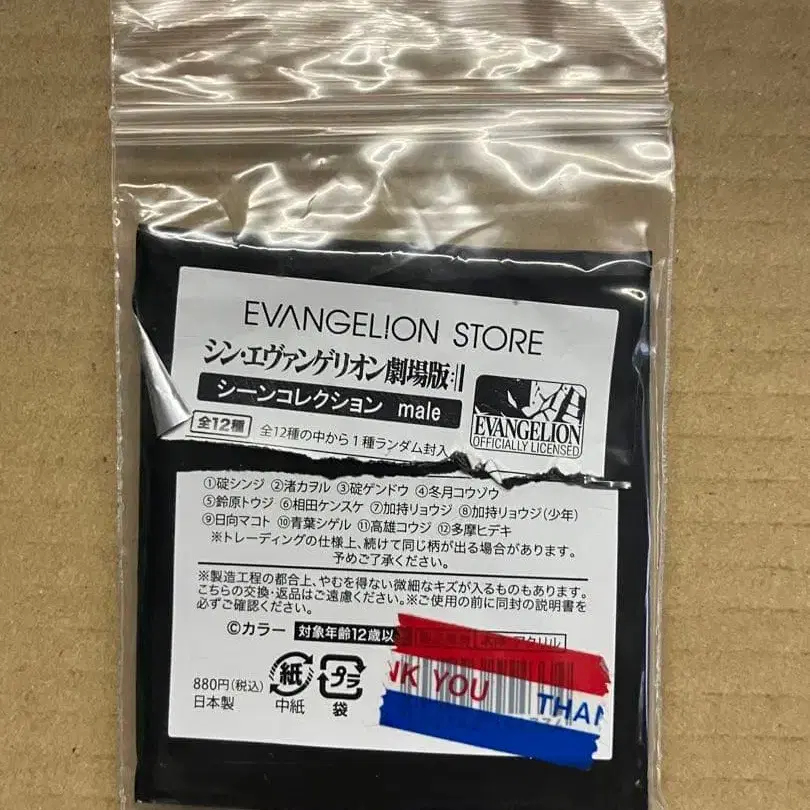 EVANGELION STORE
シン・エヴァンゲリオン劇場版:||
シーンコレクション male
EVANGELION
OFFICIALLY LICENSED
全12種 全12種の中から1種ランダム封入
①碇シンジ ②渚カヲル ③碇ゲンドウ ④冬月コウゾウ
⑤鈴原トウジ ⑥相田ケンスケ ⑦加持リョウジ ⑧加持リョウジ(少年)
⑨日向マコト ⑩青葉シゲル ⑪高雄コウジ ⑫多摩ヒデキ
※トレーディングの仕様上、続けて同じ柄が出る場合があります。
予めご了承ください。
※製造工程の都合上、やむを得ない微細なキズが入るものもあります。
こちらの交換・返品はご遠慮ください。※ご使用の前に同封の説明書を
必ずご確認ください。
©カラー 対象年齢12歳以
880円(税込)
日本製
紙
中紙
プラ
袋
NK YOU
THAN